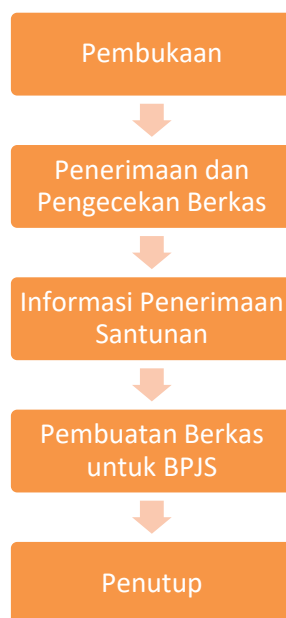 Pembukaan
Penerimaan dan
Pengecekan Berkas
Informasi Penerimaan
Santunan
Pembuatan Berkas
untuk BPJS
Penutup